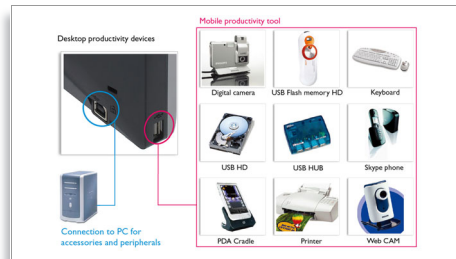 Mobile productivity tool
Desktop productivity devices
Digital camera
USB Flash memory HD
Keyboard
USB HD
USB HUB
Skype phone
Connection to PC for
accessories and peripherals
PDA Cradle
Printer
Web CAM